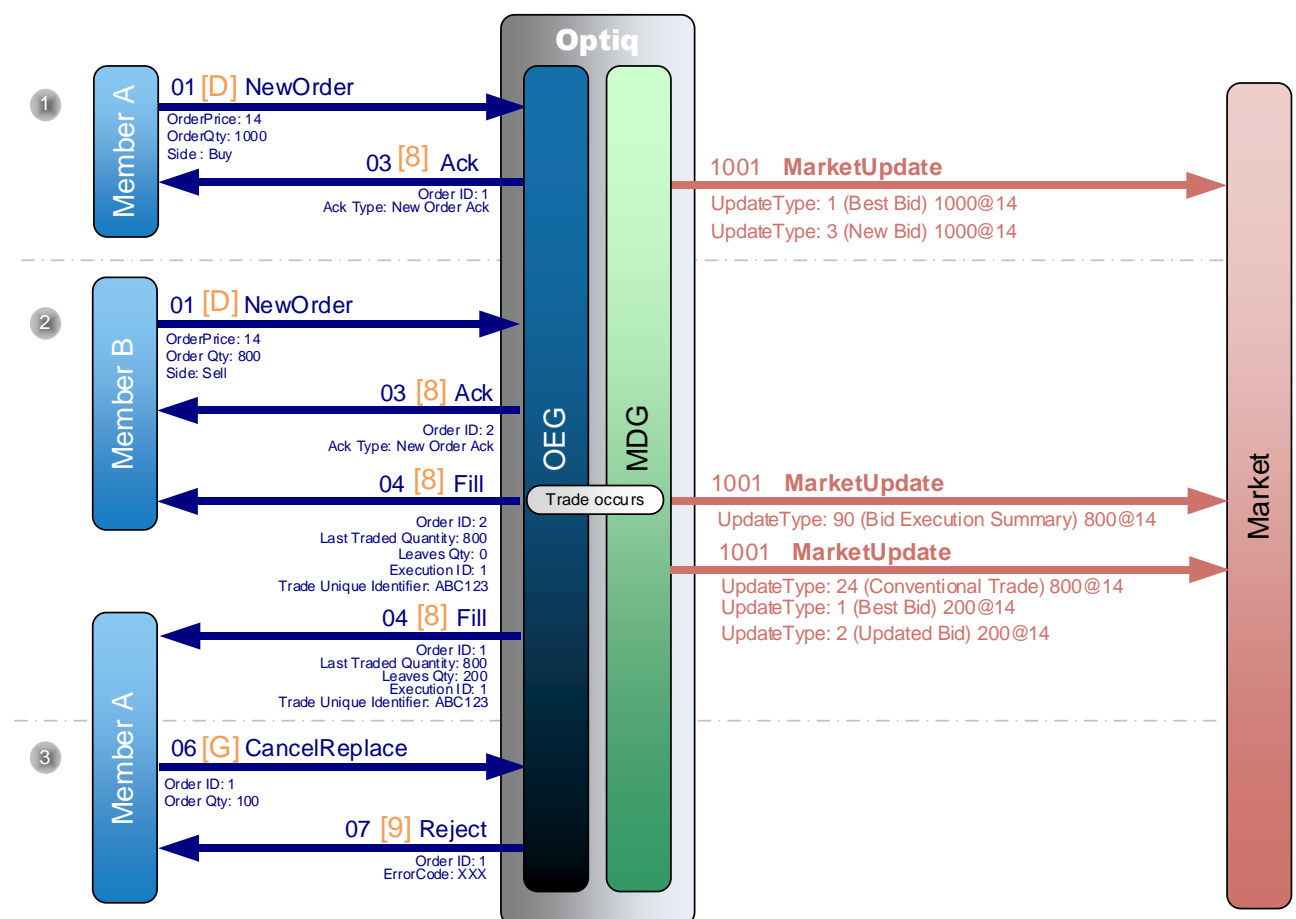 Optiq
1
Member A
01 [D] NewOrder
OrderPrice: 14
OrderQty: 1000
Side : Buy
03 [8] Ack
Order ID: 1
Ack Type: New Order Ack
1001 MarketUpdate
UpdateType: 1 (Best Bid) 1000@14
UpdateType: 3 (New Bid) 1000@14
2
Member B
01 [D] NewOrder
OrderPrice: 14
Order Qty: 800
Side: Sell
03 [8] Ack
Order ID: 2
Ack Type: New Order Ack
OEG
MDG
Market
04 [8] Fill
Trade occurs
Order ID: 2
Last Traded Quantity: 800
Leaves Qty: 0
Execution ID: 1
Trade Unique Identifier: ABC123
1001 MarketUpdate
UpdateType: 90 (Bid Execution Summary) 800@14
1001 MarketUpdate
UpdateType: 24 (Conventional Trade) 800@14
UpdateType: 1 (Best Bid) 200@14
UpdateType: 2 (Updated Bid) 200@14
Member A
04 [8] Fill
Order ID: 1
Last Traded Quantity: 800
Leaves Qty: 200
Execution ID: 1
Trade Unique Identifier: ABC123
3
06 [G] CancelReplace
Order ID: 1
Order Qty: 100
07 [9] Reject
Order ID: 1
ErrorCode: XXX